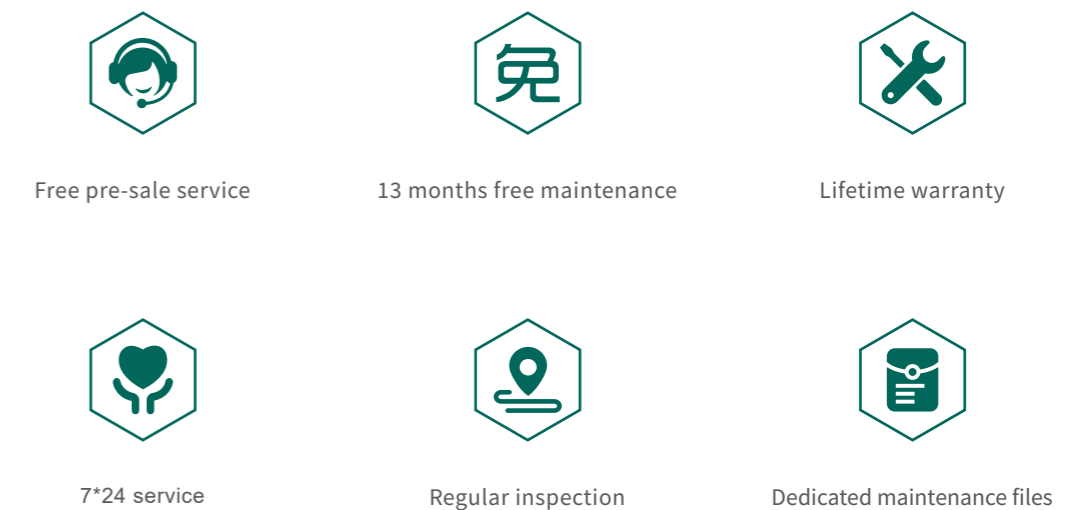 免
Free pre-sale service
13 months free maintenance
Lifetime warranty
7*24 service
Regular inspection
Dedicated maintenance files